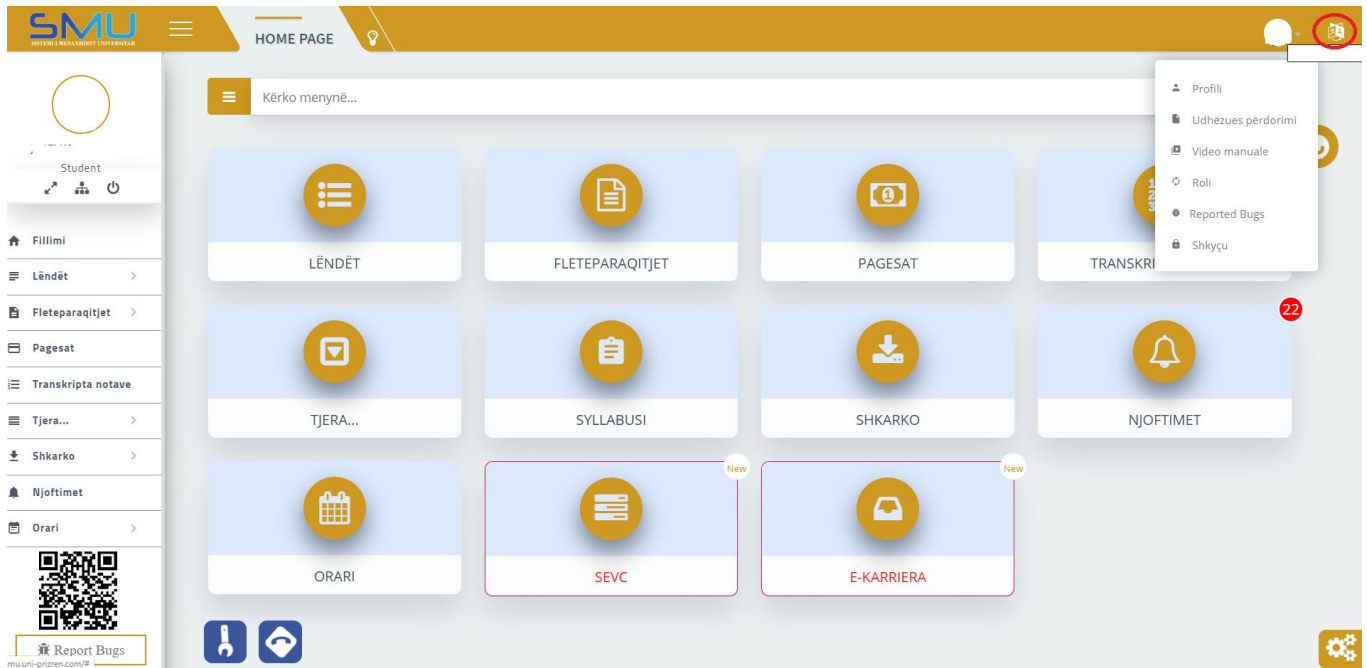 SMU
SISTEMI I MENAXHIMIT UNIVERSITAR
HOME PAGE
Kërko menynë...
Profili
Udhëzues përdorimi
Video manuale
Roli
Reported Bugs
Shkyçu
Student
Fillimi
Lëndët
Fleteparaqitjet
Pagesat
Transkripta notave
Tjera...
Shkarko
Njoftimet
Orari
Report Bugs
mu.uni-prizren.com/#
LËNDËT
FLETEPARAQITJET
PAGESAT
TRANSKRI
22
TJERA...
SYLLABUSI
SHKARKO
NJOFTIMET
New
New
ORARI
SEVC
E-KARRIERA